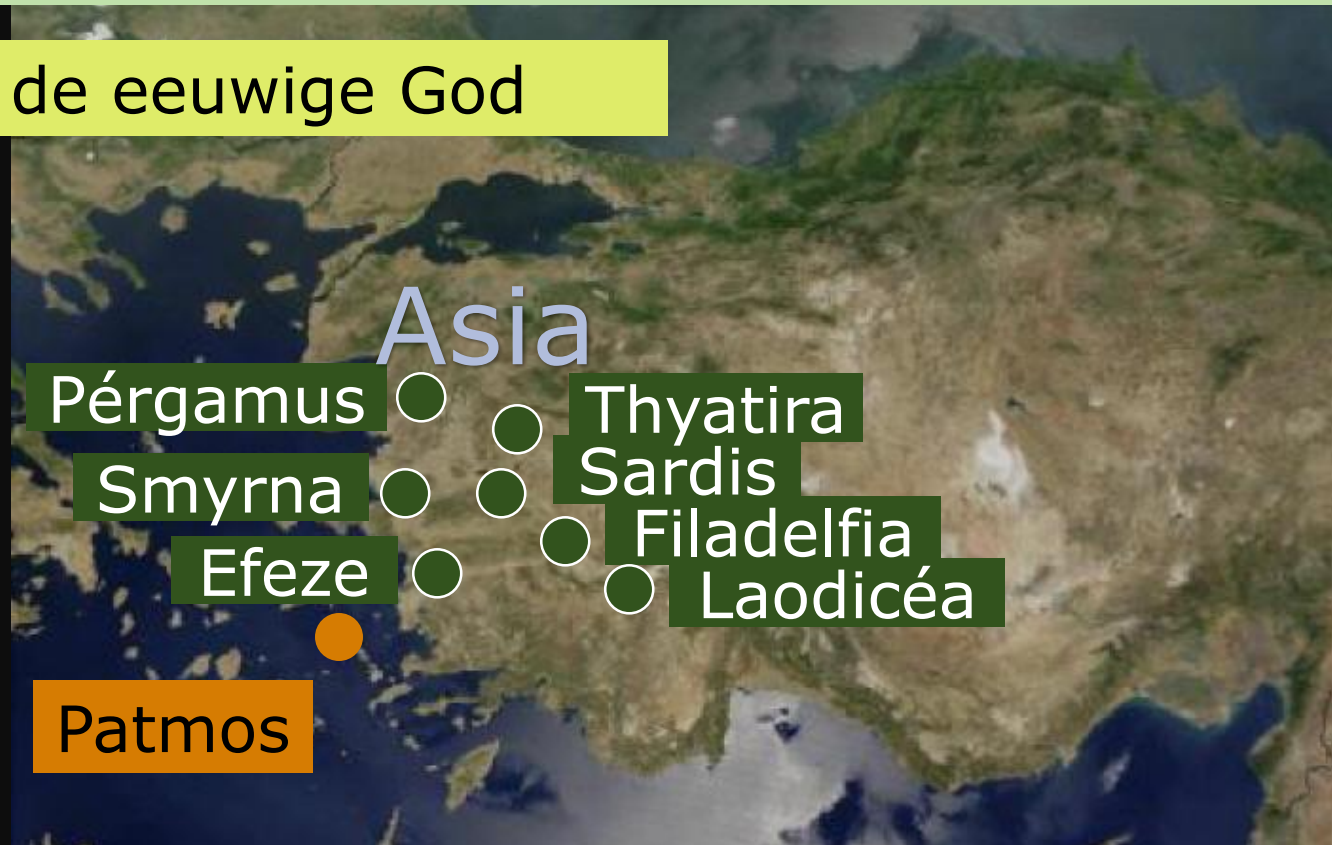 de eeuwige God
Asia
Pérgamus
Thyatira
Smyrna
Sardis
Filadelfia
Efeze
Laodicéa
Patmos